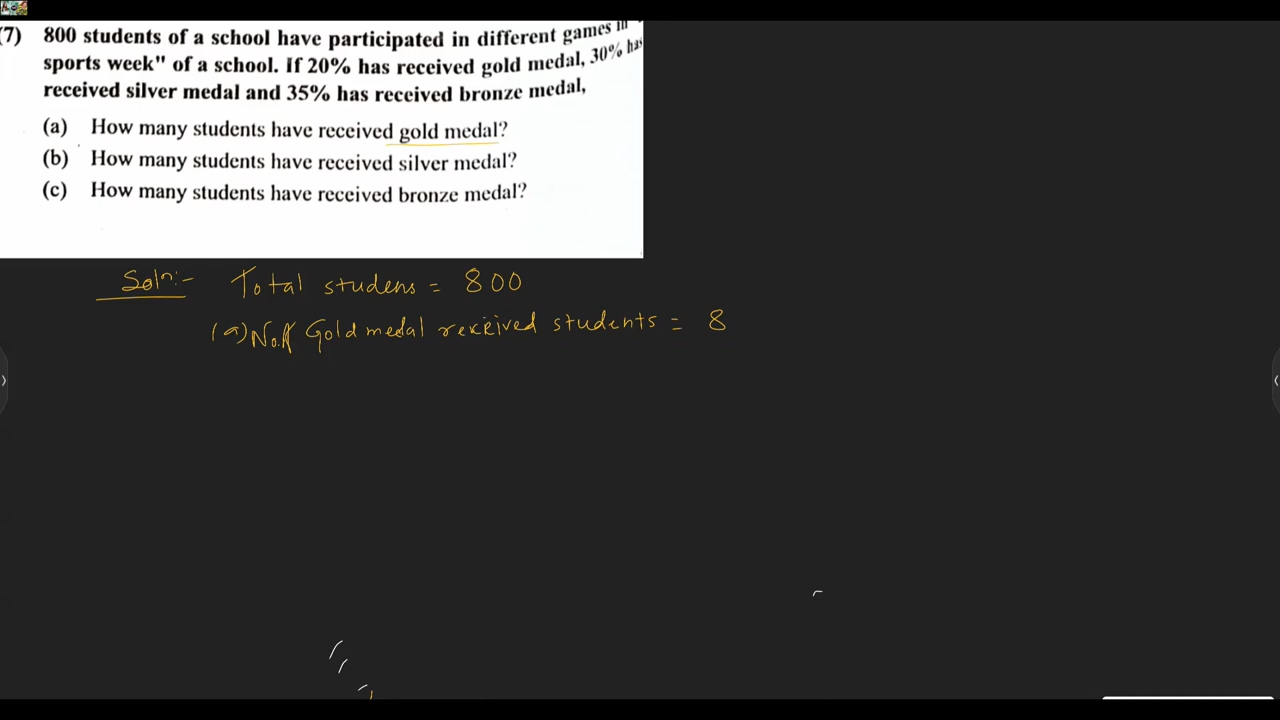 (7) 800 students of a school have participated in different games in
sports week" of a school. If 20% has received gold medal, 30% has
received silver medal and 35% has received bronze medal,
(a) How many students have received gold medal?
(b) How many students have received silver medal?
(c) How many students have received bronze medal?
Soln:- Total studens = 800
(a) No.of Gold medal received students = 8